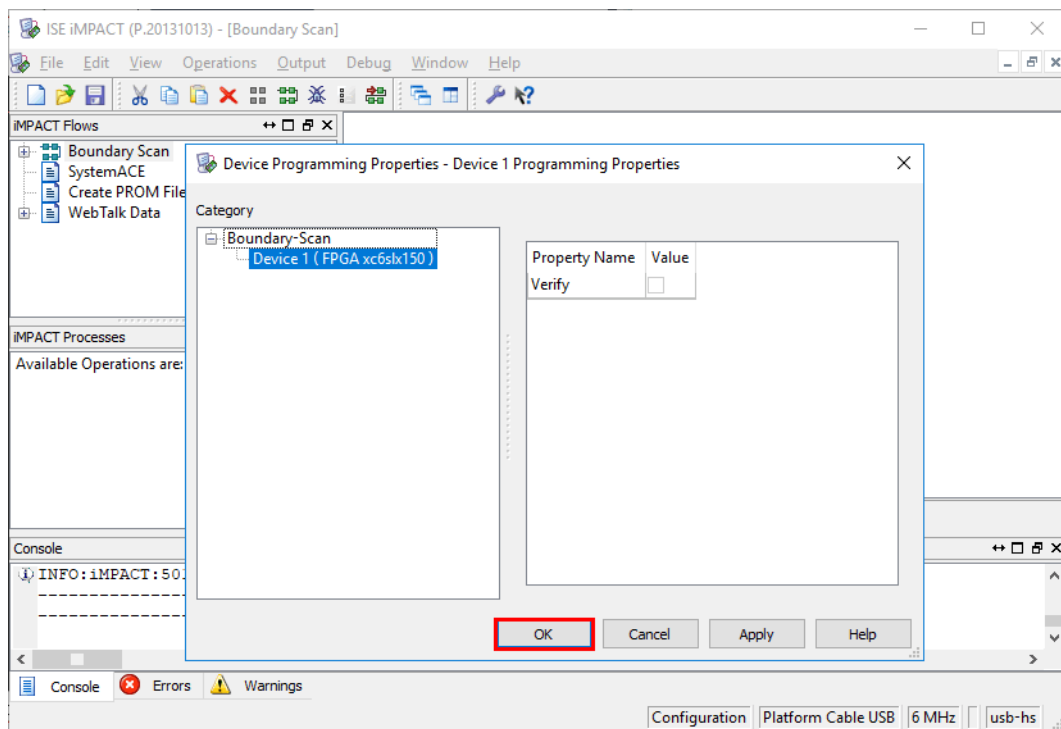 ISE iMPACT (P.20131013) - [Boundary Scan]
File Edit View Operations Output Debug Window Help
iMPACT Flows
Boundary Scan
SystemACE
Create PROM File
WebTalk Data
iMPACT Processes
Available Operations are:
Device Programming Properties - Device 1 Programming Properties
Category
Boundary-Scan
Device 1 ( FPGA xc6slx150 )
Property Name Value
Verify
OK Cancel Apply Help
Console
INFO:iMPACT:501
----------------
----------------
Console Errors Warnings
Configuration Platform Cable USB 6 MHz usb-hs